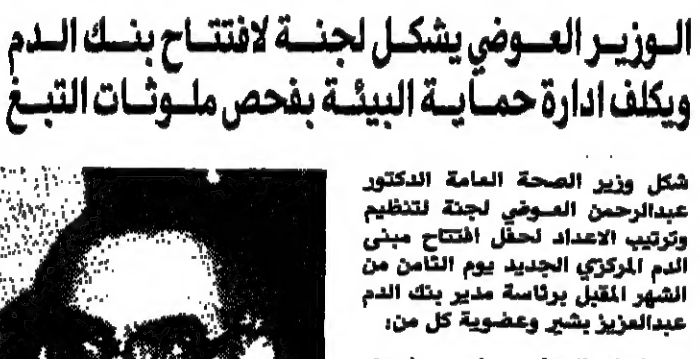 الوزير العوضي يشكل لجنة لافتتاح بنك الدم
ويكلف ادارة حماية البيئة بفحص ملوثات التبغ
شكل وزير الصحة العامة الدكتور
عبدالرحمن العوضي لجنة لتنظيم
وترتيب الاعداد لحفل افتتاح مبنى
الدم المركزي الجديد يوم الثامن من
الشهر المقبل برئاسة مدير بنك الدم
عبدالعزيز بشير وعضوية كل من: